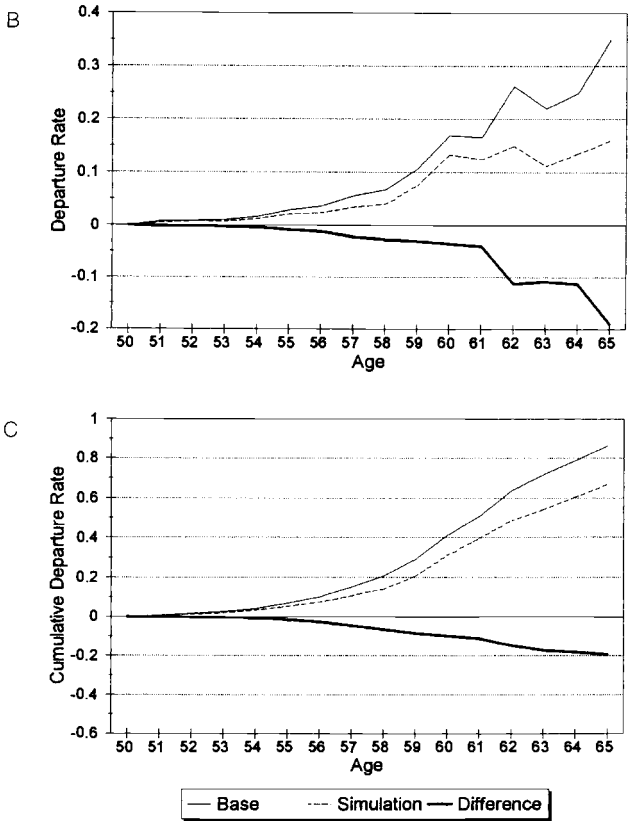 B
Departure Rate
0.4
0.3
0.2
0.1
0
-0.1
-0.2
50 51 52 53 54 55 56 57 58 59 60 61 62 63 64 65
Age
C
Cumulative Departure Rate
1
0.8
0.6
0.4
0.2
0
-0.2
-0.4
-0.6
50 51 52 53 54 55 56 57 58 59 60 61 62 63 64 65
Age
Base Simulation Difference